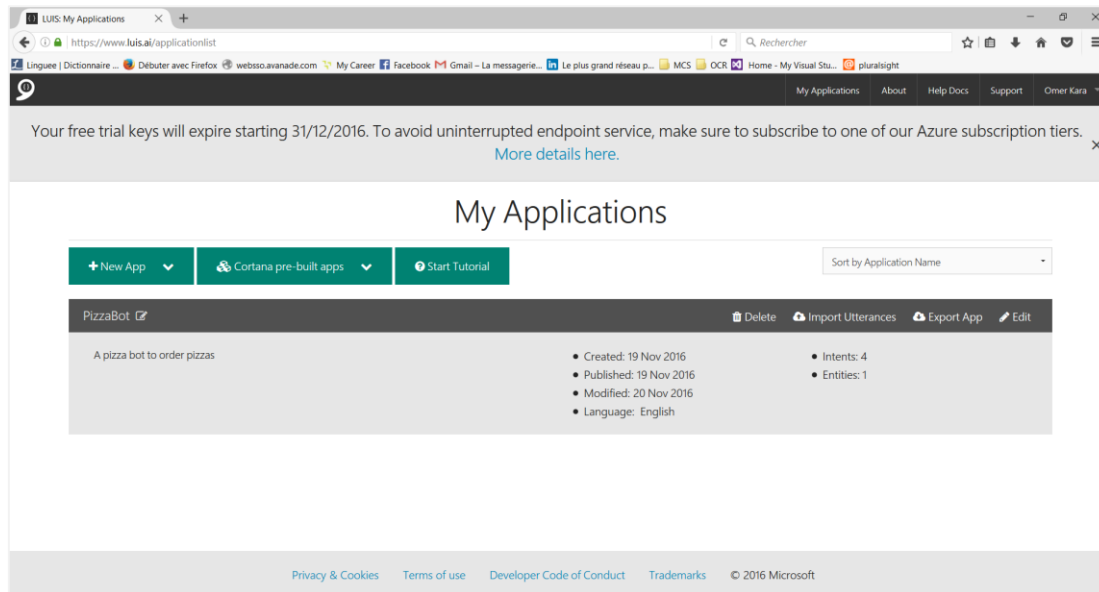 LUIS: My Applications
https://www.luis.ai/applicationlist
Rechercher
Linguee | Dictionnaire ... Débuter avec Firefox websso.avanade.com My Career Facebook Gmail – La messagerie... Le plus grand réseau p... MCS OCR Home - My Visual Stu... pluralsight
My Applications About Help Docs Support Omer Kara
Your free trial keys will expire starting 31/12/2016. To avoid uninterrupted endpoint service, make sure to subscribe to one of our Azure subscription tiers.
More details here.
My Applications
New App Cortana pre-built apps Start Tutorial Sort by Application Name
PizzaBot Delete Import Utterances Export App Edit
A pizza bot to order pizzas
• Created: 19 Nov 2016 • Intents: 4
• Published: 19 Nov 2016 • Entities: 1
• Modified: 20 Nov 2016
• Language: English
Privacy & Cookies Terms of use Developer Code of Conduct Trademarks © 2016 Microsoft